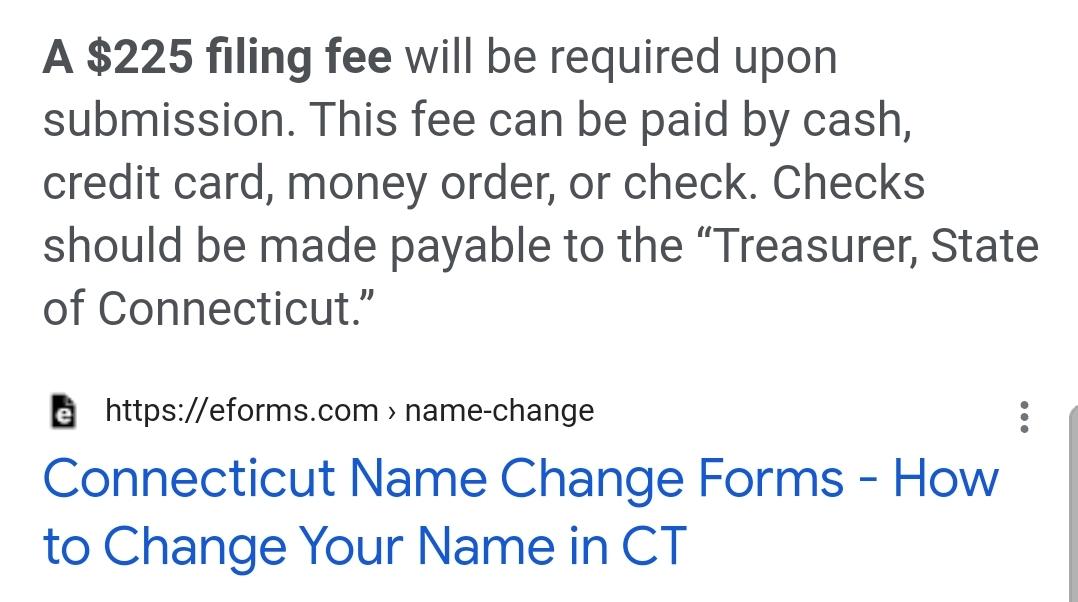 A $225 filing fee will be required upon
submission. This fee can be paid by cash,
credit card, money order, or check. Checks
should be made payable to the “Treasurer, State
of Connecticut.”
e https://eforms.com › name-change
Connecticut Name Change Forms - How
to Change Your Name in CT